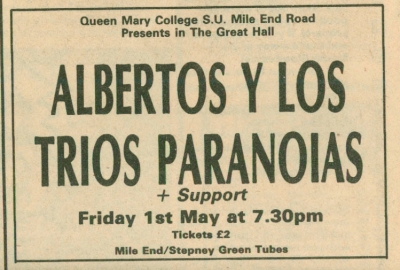 Queen Mary College S.U. Mile End Road
Presents in The Great Hall
ALBERTOS Y LOS
TRIOS PARANOIAS
+ Support
Friday 1st May at 7.30pm
Tickets £2
Mile End/Stepney Green Tubes